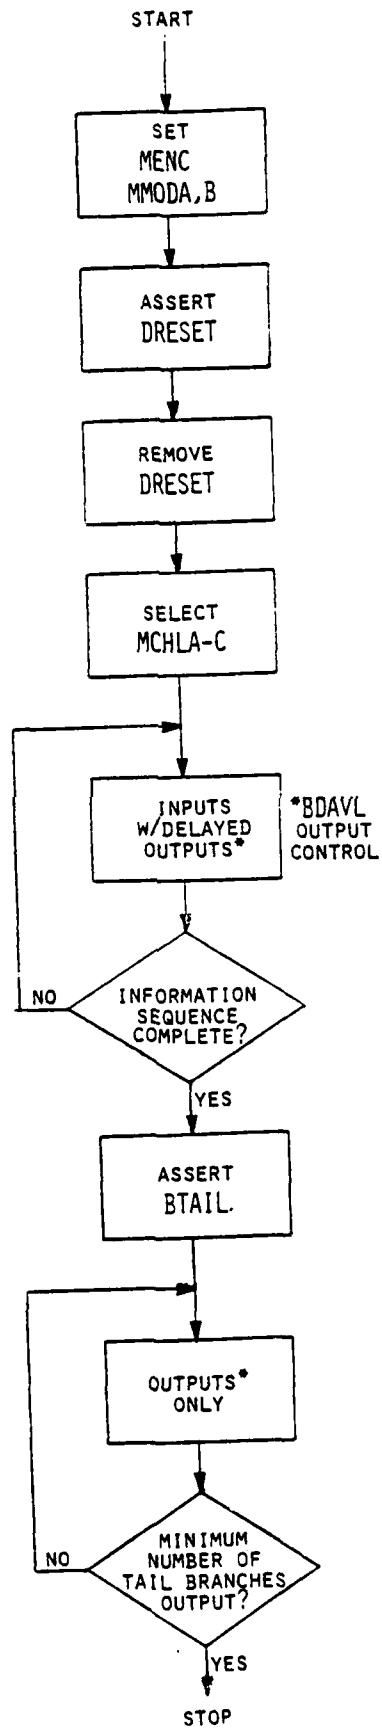 START
SET
MENC
MMODA,B
ASSERT
DRESET
REMOVE
DRESET
SELECT
MCHLA-C
INPUTS
W/DELAYED
OUTPUTS*
*BDAVL
OUTPUT
CONTROL
NO
INFORMATION
SEQUENCE
COMPLETE?
YES
ASSERT
BTAIL.
OUTPUTS*
ONLY
NO
MINIMUM
NUMBER OF
TAIL BRANCHES
OUTPUT?
YES
STOP